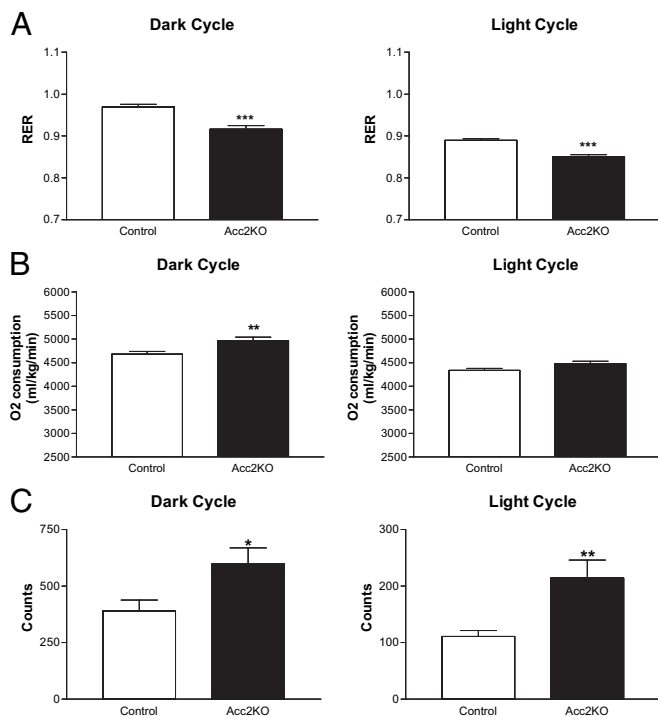 A
Dark Cycle
Light Cycle
RER
1.1
1.0
0.9
0.8
0.7
***
Control
Acc2KO
RER
1.1
1.0
0.9
0.8
0.7
***
Control
Acc2KO
B
Dark Cycle
Light Cycle
O2 consumption
(ml/kg/min)
6000
5500
5000
4500
4000
3500
3000
2500
**
Control
Acc2KO
O2 consumption
(ml/kg/min)
6000
5500
5000
4500
4000
3500
3000
2500
Control
Acc2KO
C
Dark Cycle
Light Cycle
Counts
750
500
250
0
*
Control
Acc2KO
Counts
300
200
100
0
**
Control
Acc2KO